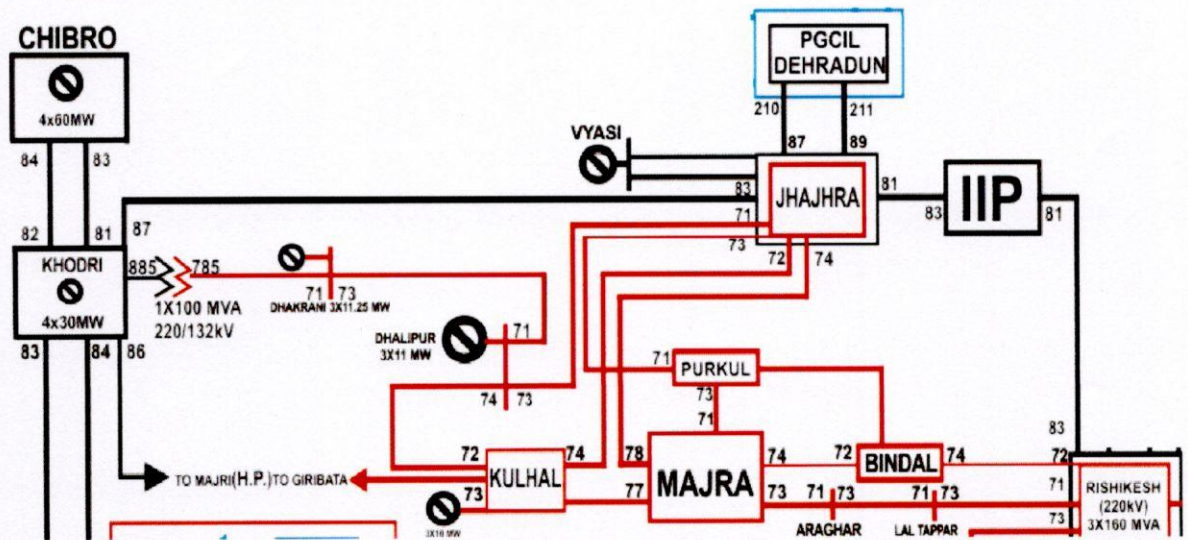 CHIBRO
4x60MW
84 83
82 81 87
KHODRI
4x30MW
885 785
1X100 MVA
220/132kV
83 84 86
71 73
DHAKRANI 3X11.25 MW
DHALIPUR
3X11 MW
71
74 73
PGCIL
DEHRADUN
210 211
87 89
VYASI
83
JHAJHRA
81
71
73
72 74
83
IIP
81
71
PURKUL
73
71
72 74
KULHAL
73
78
77
MAJRA
74
73
72
BINDAL
74
71 73
ARAGHAR
71 73
LAL TAPPAR
83
72
71
73
RISHIKESH
(220kV)
3X160 MVA
TO MAJRI(H.P.) TO GIRIBATA